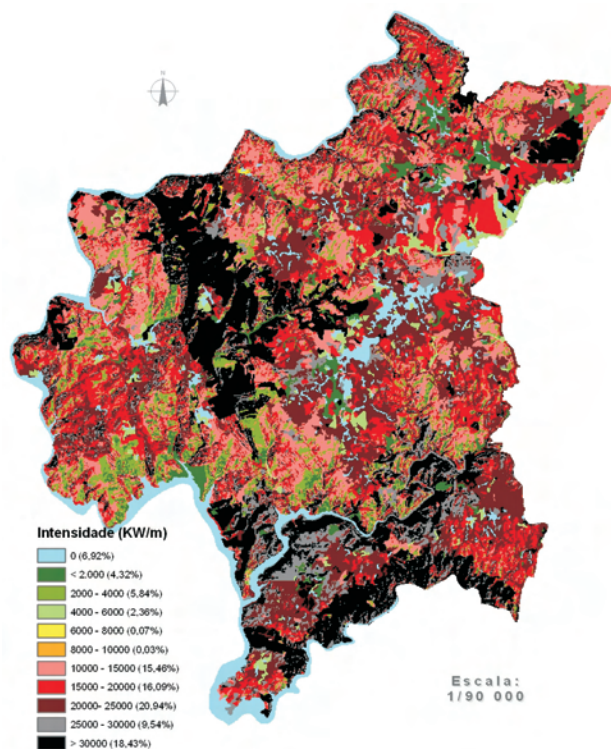 N
Intensidade (KW/m)
0 (6,92%)
< 2.000 (4,32%)
2000 - 4000 (5,84%)
4000 - 6000 (2,36%)
6000 - 8000 (0,07%)
8000 - 10000 (0,03%)
10000 - 15000 (15,46%)
15000 - 20000 (16,09%)
20000- 25000 (20,94%)
25000 - 30000 (9,54%)
> 30000 (18,43%)
Escala:
1/90 000